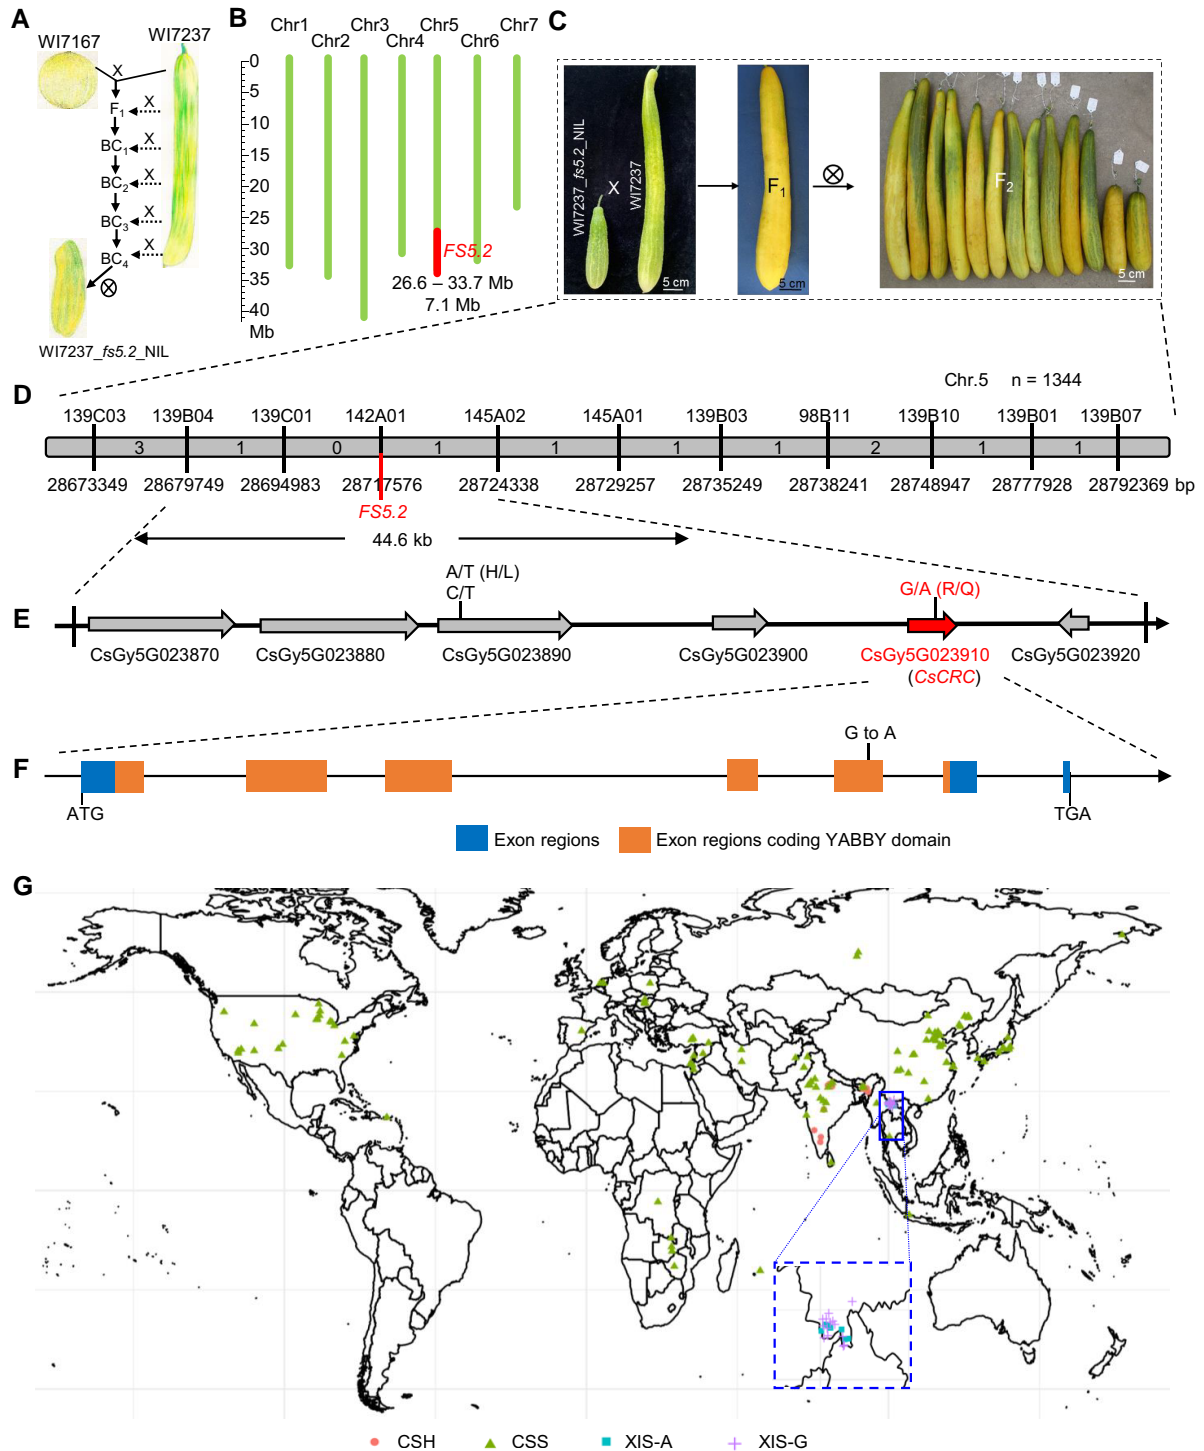 A
WI7167
WI7237
X
F1
X
BC1
X
BC2
X
BC3
X
BC4
X
WI7237_fs5.2_NIL
B
Chr1
Chr2
Chr3
Chr4
Chr5
Chr6
Chr7
0
5
10
15
20
25
30
35
40
Mb
FS5.2
26.6 – 33.7 Mb
7.1 Mb
C
WI7237_fs5.2_NIL
X
WI7237
5 cm
F1
5 cm
F2
5 cm
D
Chr.5 n = 1344
139C03 139B04 139C01 142A01 145A02 145A01 139B03 98B11 139B10 139B01 139B07
3 1 0 1 1 1 1 2 1 1
28673349 28679749 28694983 28717576 28724338 28729257 28735249 28738241 28748947 28777928 28792369 bp
FS5.2
44.6 kb
E
A/T (H/L)
C/T
G/A (R/Q)
CsGy5G023870 CsGy5G023880 CsGy5G023890 CsGy5G023900 CsGy5G023910 CsGy5G023920
(CsCRC)
F
G to A
ATG
TGA
Exon regions
Exon regions coding YABBY domain
G
CSH CSS XIS-A XIS-G